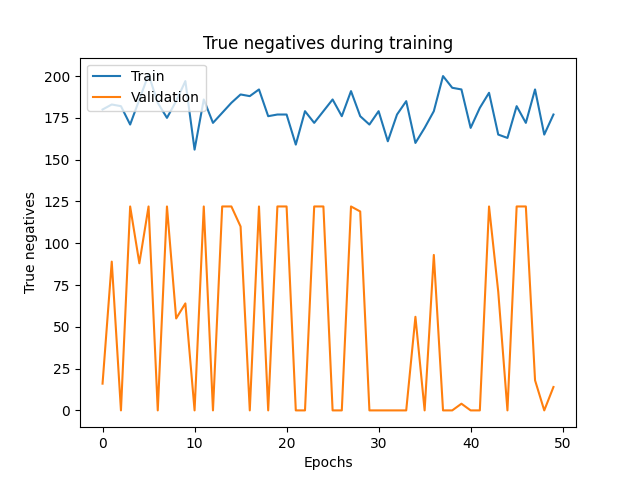 True negatives during training
Train
Validation
200
175
150
125
100
75
50
25
0
True negatives
0 10 20 30 40 50
Epochs